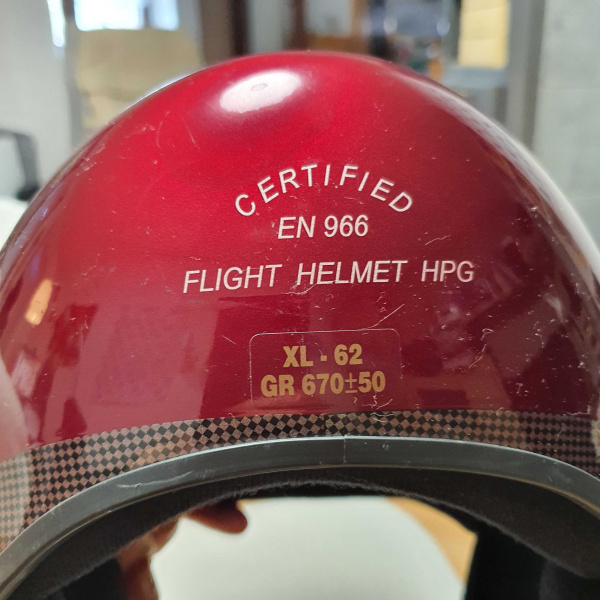 CERTIFIED
EN 966
FLIGHT HELMET HPG
XL - 62
GR 670±50